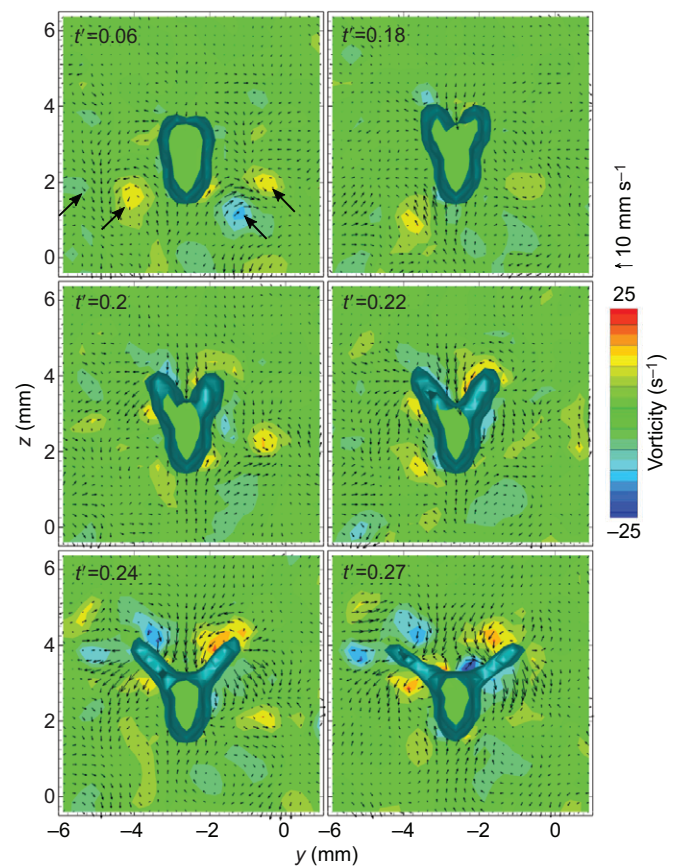 t′=0.06
t′=0.18
6
4
2
0
t′=0.2
t′=0.22
6
4
2
0
z (mm)
t′=0.24
t′=0.27
6
4
2
0
–6 –4 –2 0
–6 –4 –2 0
y (mm)
↑10 mm s–1
25
–25
Vorticity (s–1)